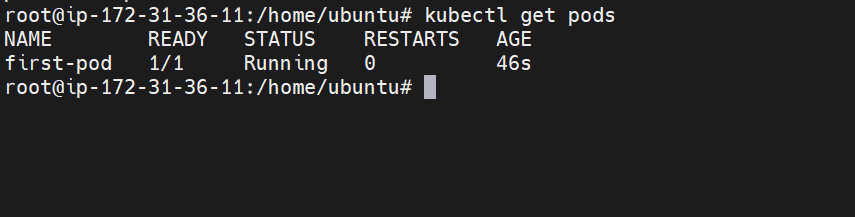 root@ip-172-31-36-11:/home/ubuntu# kubectl get pods
NAME        READY   STATUS    RESTARTS   AGE
first-pod   1/1     Running   0          46s
root@ip-172-31-36-11:/home/ubuntu#